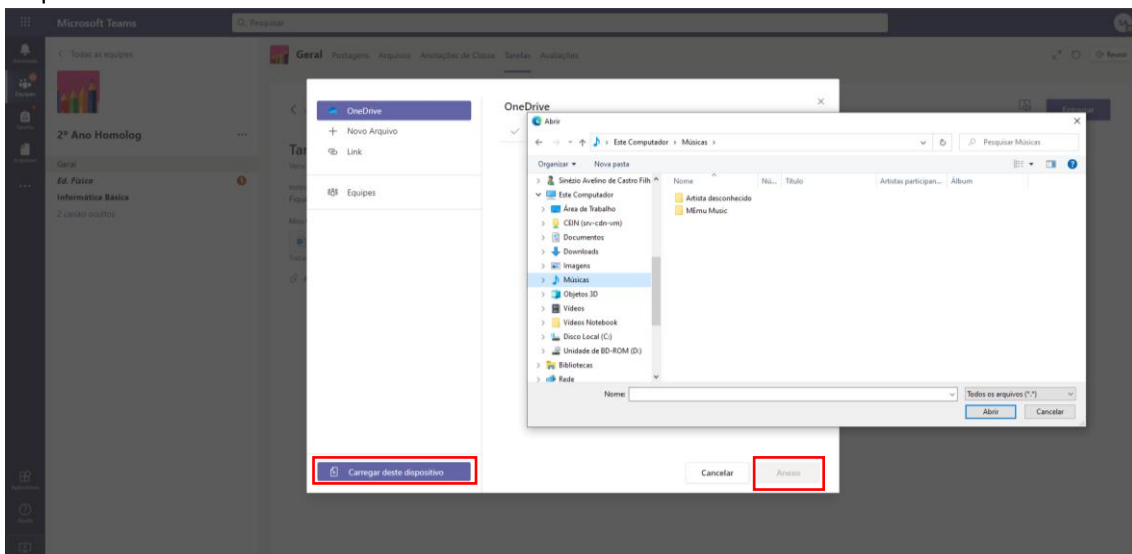 Microsoft Teams
Pesquisar
Todas as equipes
2º Ano Homolog
Geral
Ed. Física
Informática Básica
2 canais ocultos
Geral Postagens Arquivos Anotações de Classe Tarefas Avaliações
Reunir
Entregar
OneDrive
Novo Arquivo
Link
Equipes
Carregar deste dispositivo
OneDrive
Cancelar
Anexo
Abrir
Este Computador
Músicas
Pesquisar Músicas
Organizar
Nova pasta
Sinézio Avelino de Castro Filh
Este Computador
Área de Trabalho
CEIN (srv-cdn-vm)
Documentos
Downloads
Imagens
Músicas
Objetos 3D
Vídeos
Vídeos Notebook
Disco Local (C:)
Unidade de BD-ROM (D:)
Bibliotecas
Rede
Nome Nú... Título Artistas participan... Álbum
Artista desconhecido
MEmu Music
Nome:
Todos os arquivos (*.*)
Abrir
Cancelar